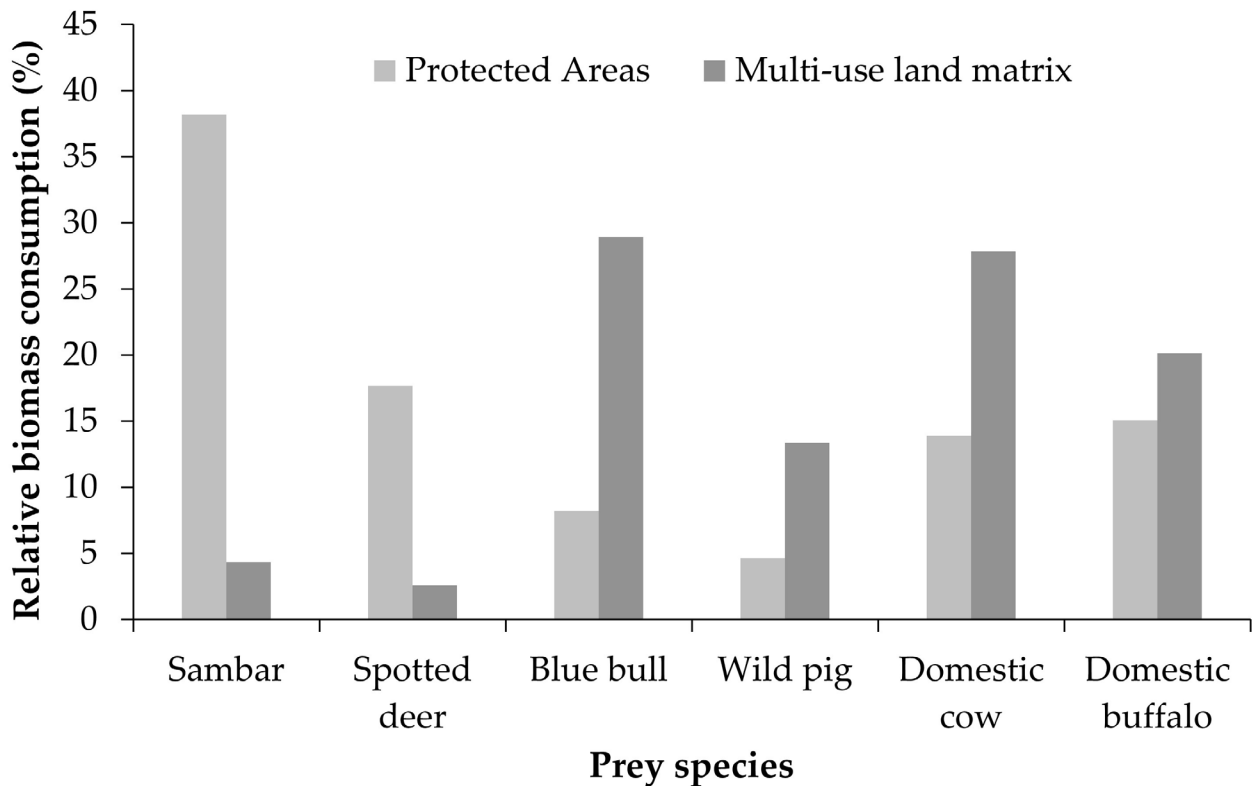 Relative biomass consumption (%)
45
40
35
30
25
20
15
10
5
0
Protected Areas
Multi-use land matrix
Sambar
Spotted
deer
Blue bull
Wild pig
Domestic
cow
Domestic
buffalo
Prey species